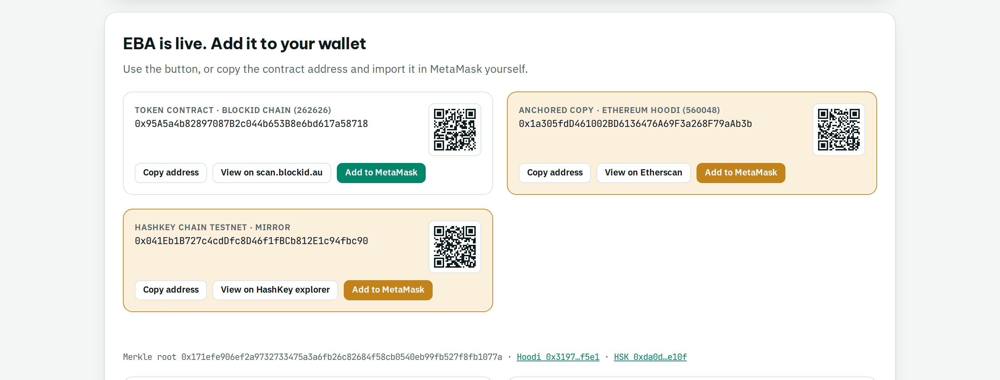 EBA is live. Add it to your wallet
Use the button, or copy the contract address and import it in MetaMask yourself.
TOKEN CONTRACT · BLOCKID CHAIN (262626)
0x95A5a4b82897087B2c044b653B8e6bd617a58718
Copy address
View on scan.blockid.au
Add to MetaMask
ANCHORED COPY · ETHEREUM HOODI (560048)
0x1a305fdD461002BD6136476A69F3a268F79aAb3b
Copy address
View on Etherscan
Add to MetaMask
HASHKEY CHAIN TESTNET · MIRROR
0x041Eb1B727c4cdDfc8D46f1fBCb812E1c94fbc90
Copy address
View on HashKey explorer
Add to MetaMask
Merkle root 0x171efe906ef2a9732733475a3a6fb26c82684f58cb0540eb99fb527f8fb1077a · Hoodi 0x3197…f5e1 · HSK 0xda0d…e10f